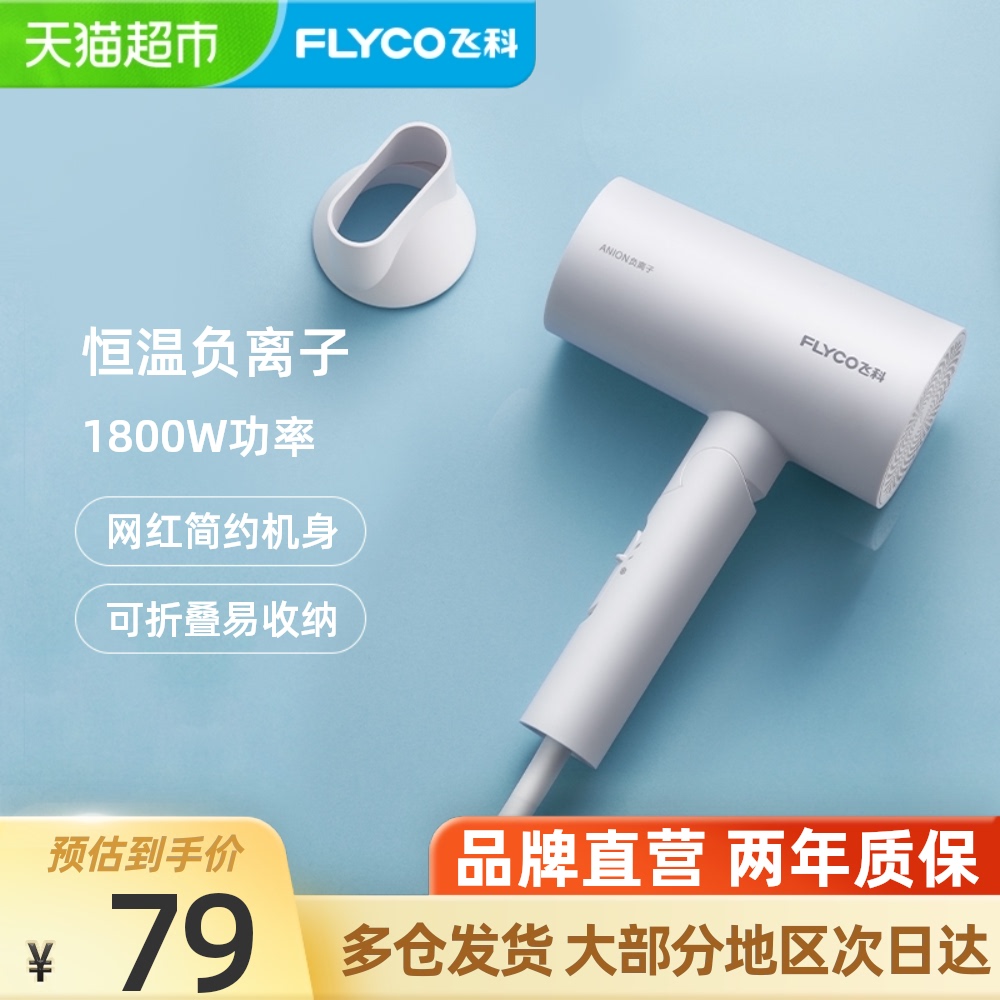 天猫超市
FLYCO飞科
ANION负离子
FLYCO飞科
恒温负离子
1800W功率
网红简约机身
可折叠易收纳
预估到手价
¥79
品牌直营 两年质保
多仓发货 大部分地区次日达